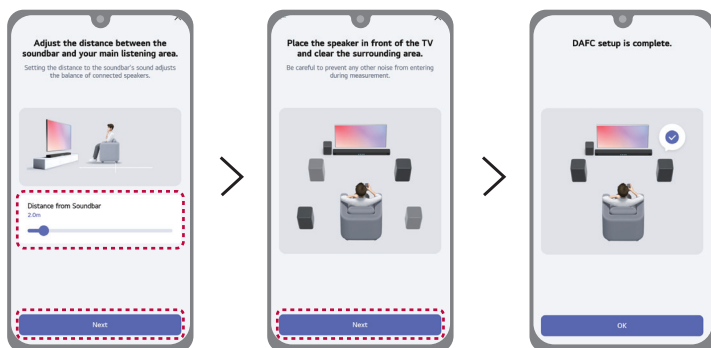 Adjust the distance between the
soundbar and your main listening area.
Setting the distance to the soundbar's sound adjusts
the balance of connected speakers.
Distance from Soundbar
2.0m
Next
Place the speaker in front of the TV
and clear the surrounding area.
Be careful to prevent any other noise from entering
during measurement.
Next
DAFC setup is complete.
OK